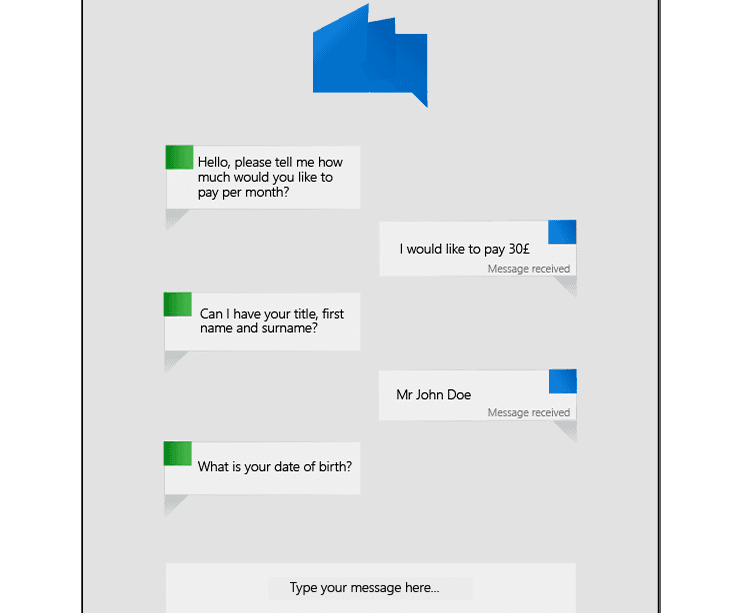 Hello, please tell me how
much would you like to
pay per month?
I would like to pay 30£
Message received
Can I have your title, first
name and surname?
Mr John Doe
Message received
What is your date of birth?
Type your message here...